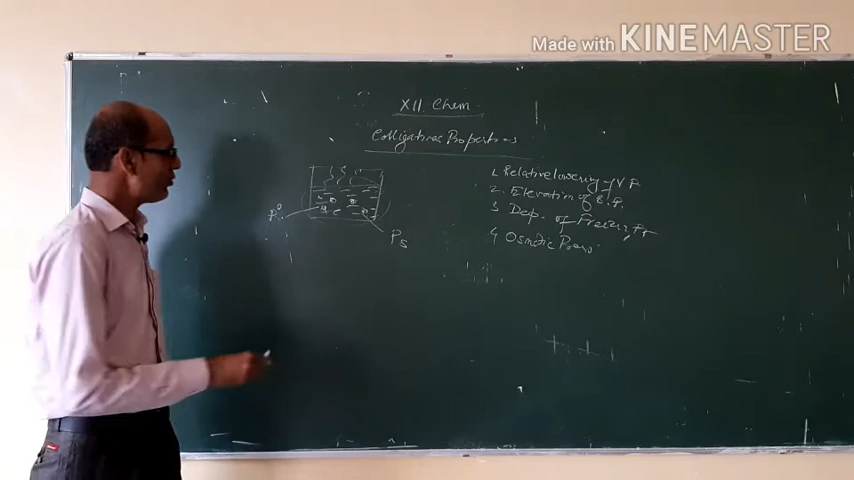 Made with KINEMASTER
XII Chem
Colligative Properties
1. Relative lowering of V.P.
2. Elevation of B.P.
3 Dep. of Freezing Pt
4 Osmotic Press
P°
Ps